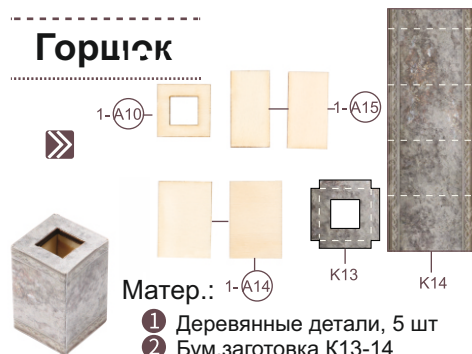 Горшок
1-A10
1-A15
1-A14
K13
K14
Матер.:
1 Деревянные детали, 5 шт
2 Бум.заготовка К13-14